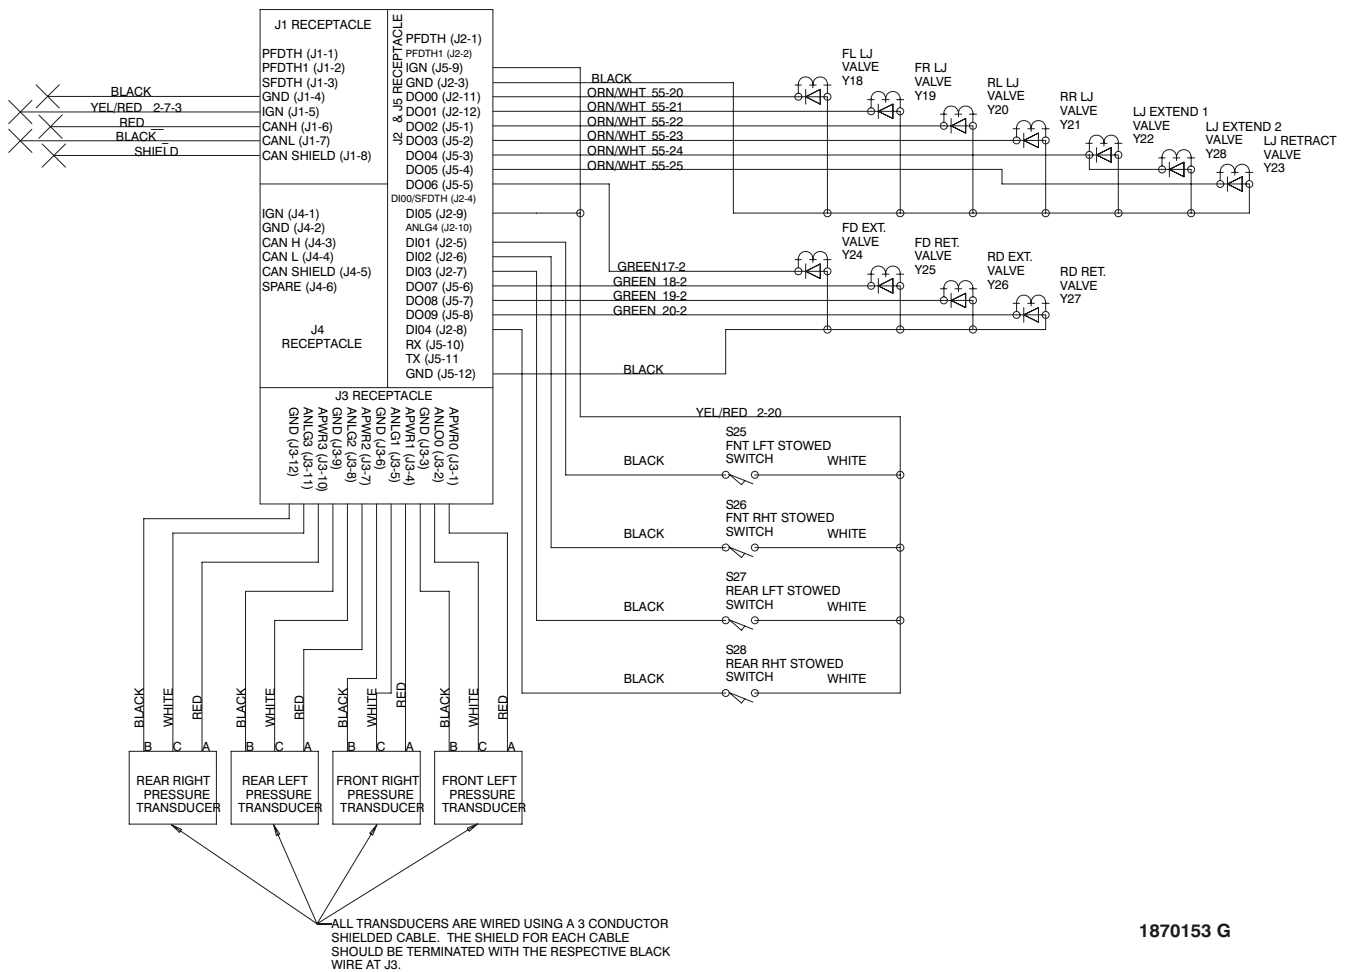 J1 RECEPTACLE
PFDTH (J1-1)
PFDTH1 (J1-2)
SFDTH (J1-3)
GND (J1-4)
IGN (J1-5)
CANH (J1-6)
CANL (J1-7)
CAN SHIELD (J1-8)
BLACK
YEL/RED 2-7-3
RED
BLACK
SHIELD
IGN (J4-1)
GND (J4-2)
CAN H (J4-3)
CAN L (J4-4)
CAN SHIELD (J4-5)
SPARE (J4-6)
J4
RECEPTACLE
J2 & J5 RECEPTACLE
PFDTH (J2-1)
PFDTH1 (J2-2)
IGN (J5-9)
GND (J2-3)
DO00 (J2-11)
DO01 (J2-12)
DO02 (J5-1)
DO03 (J5-2)
DO04 (J5-3)
DO05 (J5-4)
DO06 (J5-5)
DI00/SFDTH (J2-4)
DI05 (J2-9)
ANLG4 (J2-10)
DI01 (J2-5)
DI02 (J2-6)
DI03 (J2-7)
DO07 (J5-6)
DO08 (J5-7)
DO09 (J5-8)
DI04 (J2-8)
RX (J5-10)
TX (J5-11
GND (J5-12)
BLACK
ORN/WHT 55-20
ORN/WHT 55-21
ORN/WHT 55-22
ORN/WHT 55-23
ORN/WHT 55-24
ORN/WHT 55-25
FL LJ
VALVE
Y18
FR LJ
VALVE
Y19
RL LJ
VALVE
Y20
RR LJ
VALVE
Y21
LJ EXTEND 1
VALVE
Y22
LJ EXTEND 2
VALVE
Y28
LJ RETRACT
VALVE
Y23
FD EXT.
VALVE
Y24
FD RET.
VALVE
Y25
RD EXT.
VALVE
Y26
RD RET.
VALVE
Y27
GREEN17-2
GREEN 18-2
GREEN 19-2
GREEN 20-2
BLACK
J3 RECEPTACLE
GND (J3-12)
ANLG3 (J3-11)
APWR3 (J3-10)
GND (J3-9)
ANLG2 (J3-8)
APWR2 (J3-7)
GND (J3-6)
ANLG1 (J3-5)
APWR1 (J3-4)
GND (J3-3)
ANLO0 (J3-2)
APWR0 (J3-1)
YEL/RED 2-20
S25
FNT LFT STOWED
SWITCH
BLACK
WHITE
S26
FNT RHT STOWED
SWITCH
BLACK
WHITE
S27
REAR LFT STOWED
SWITCH
BLACK
WHITE
S28
REAR RHT STOWED
SWITCH
BLACK
WHITE
BLACK
WHITE
RED
BLACK
WHITE
RED
BLACK
WHITE
RED
BLACK
WHITE
RED
B C A
B C A
B C A
B C A
REAR RIGHT
PRESSURE
TRANSDUCER
REAR LEFT
PRESSURE
TRANSDUCER
FRONT RIGHT
PRESSURE
TRANSDUCER
FRONT LEFT
PRESSURE
TRANSDUCER
ALL TRANSDUCERS ARE WIRED USING A 3 CONDUCTOR
SHIELDED CABLE. THE SHIELD FOR EACH CABLE
SHOULD BE TERMINATED WITH THE RESPECTIVE BLACK
WIRE AT J3.
1870153 G